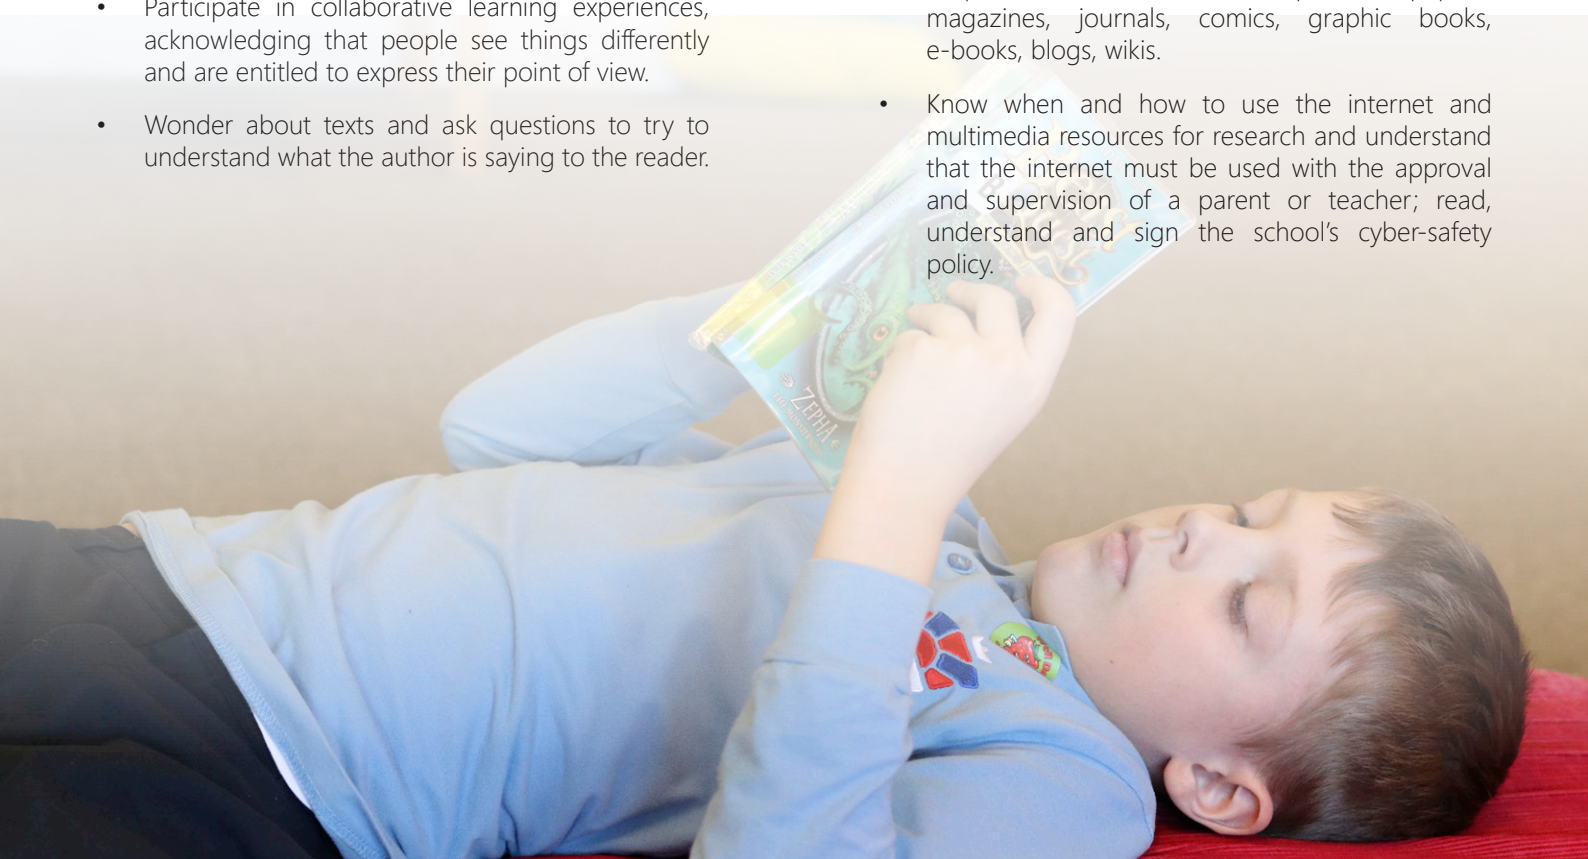 • Participate in collaborative learning experiences,
acknowledging that people see things differently
and are entitled to express their point of view.
• Wonder about texts and ask questions to try to
understand what the author is saying to the reader.
magazines, journals, comics, graphic books,
e-books, blogs, wikis.
• Know when and how to use the internet and
multimedia resources for research and understand
that the internet must be used with the approval
and supervision of a parent or teacher; read,
understand and sign the school's cyber-safety
policy.
ZEPHA